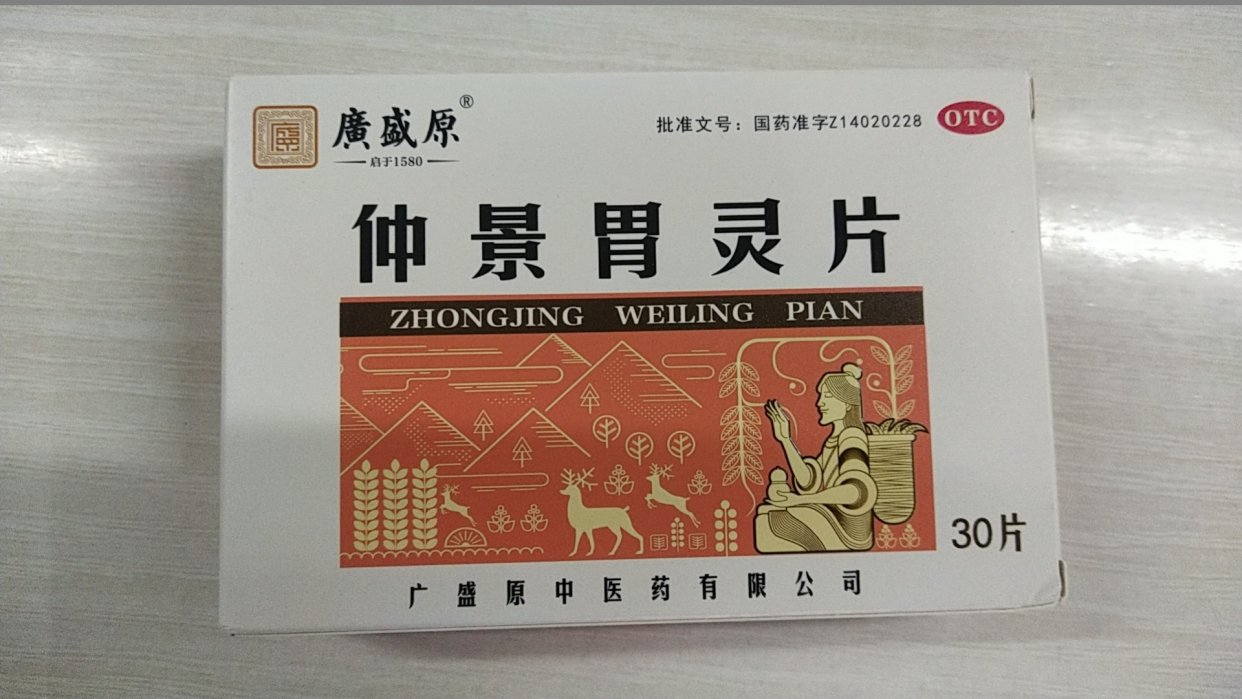 廣盛原®
启于1580
批准文号：国药准字Z14020228
OTC
仲景胃灵片
ZHONGJING WEILING PIAN
30片
广盛原中医药有限公司